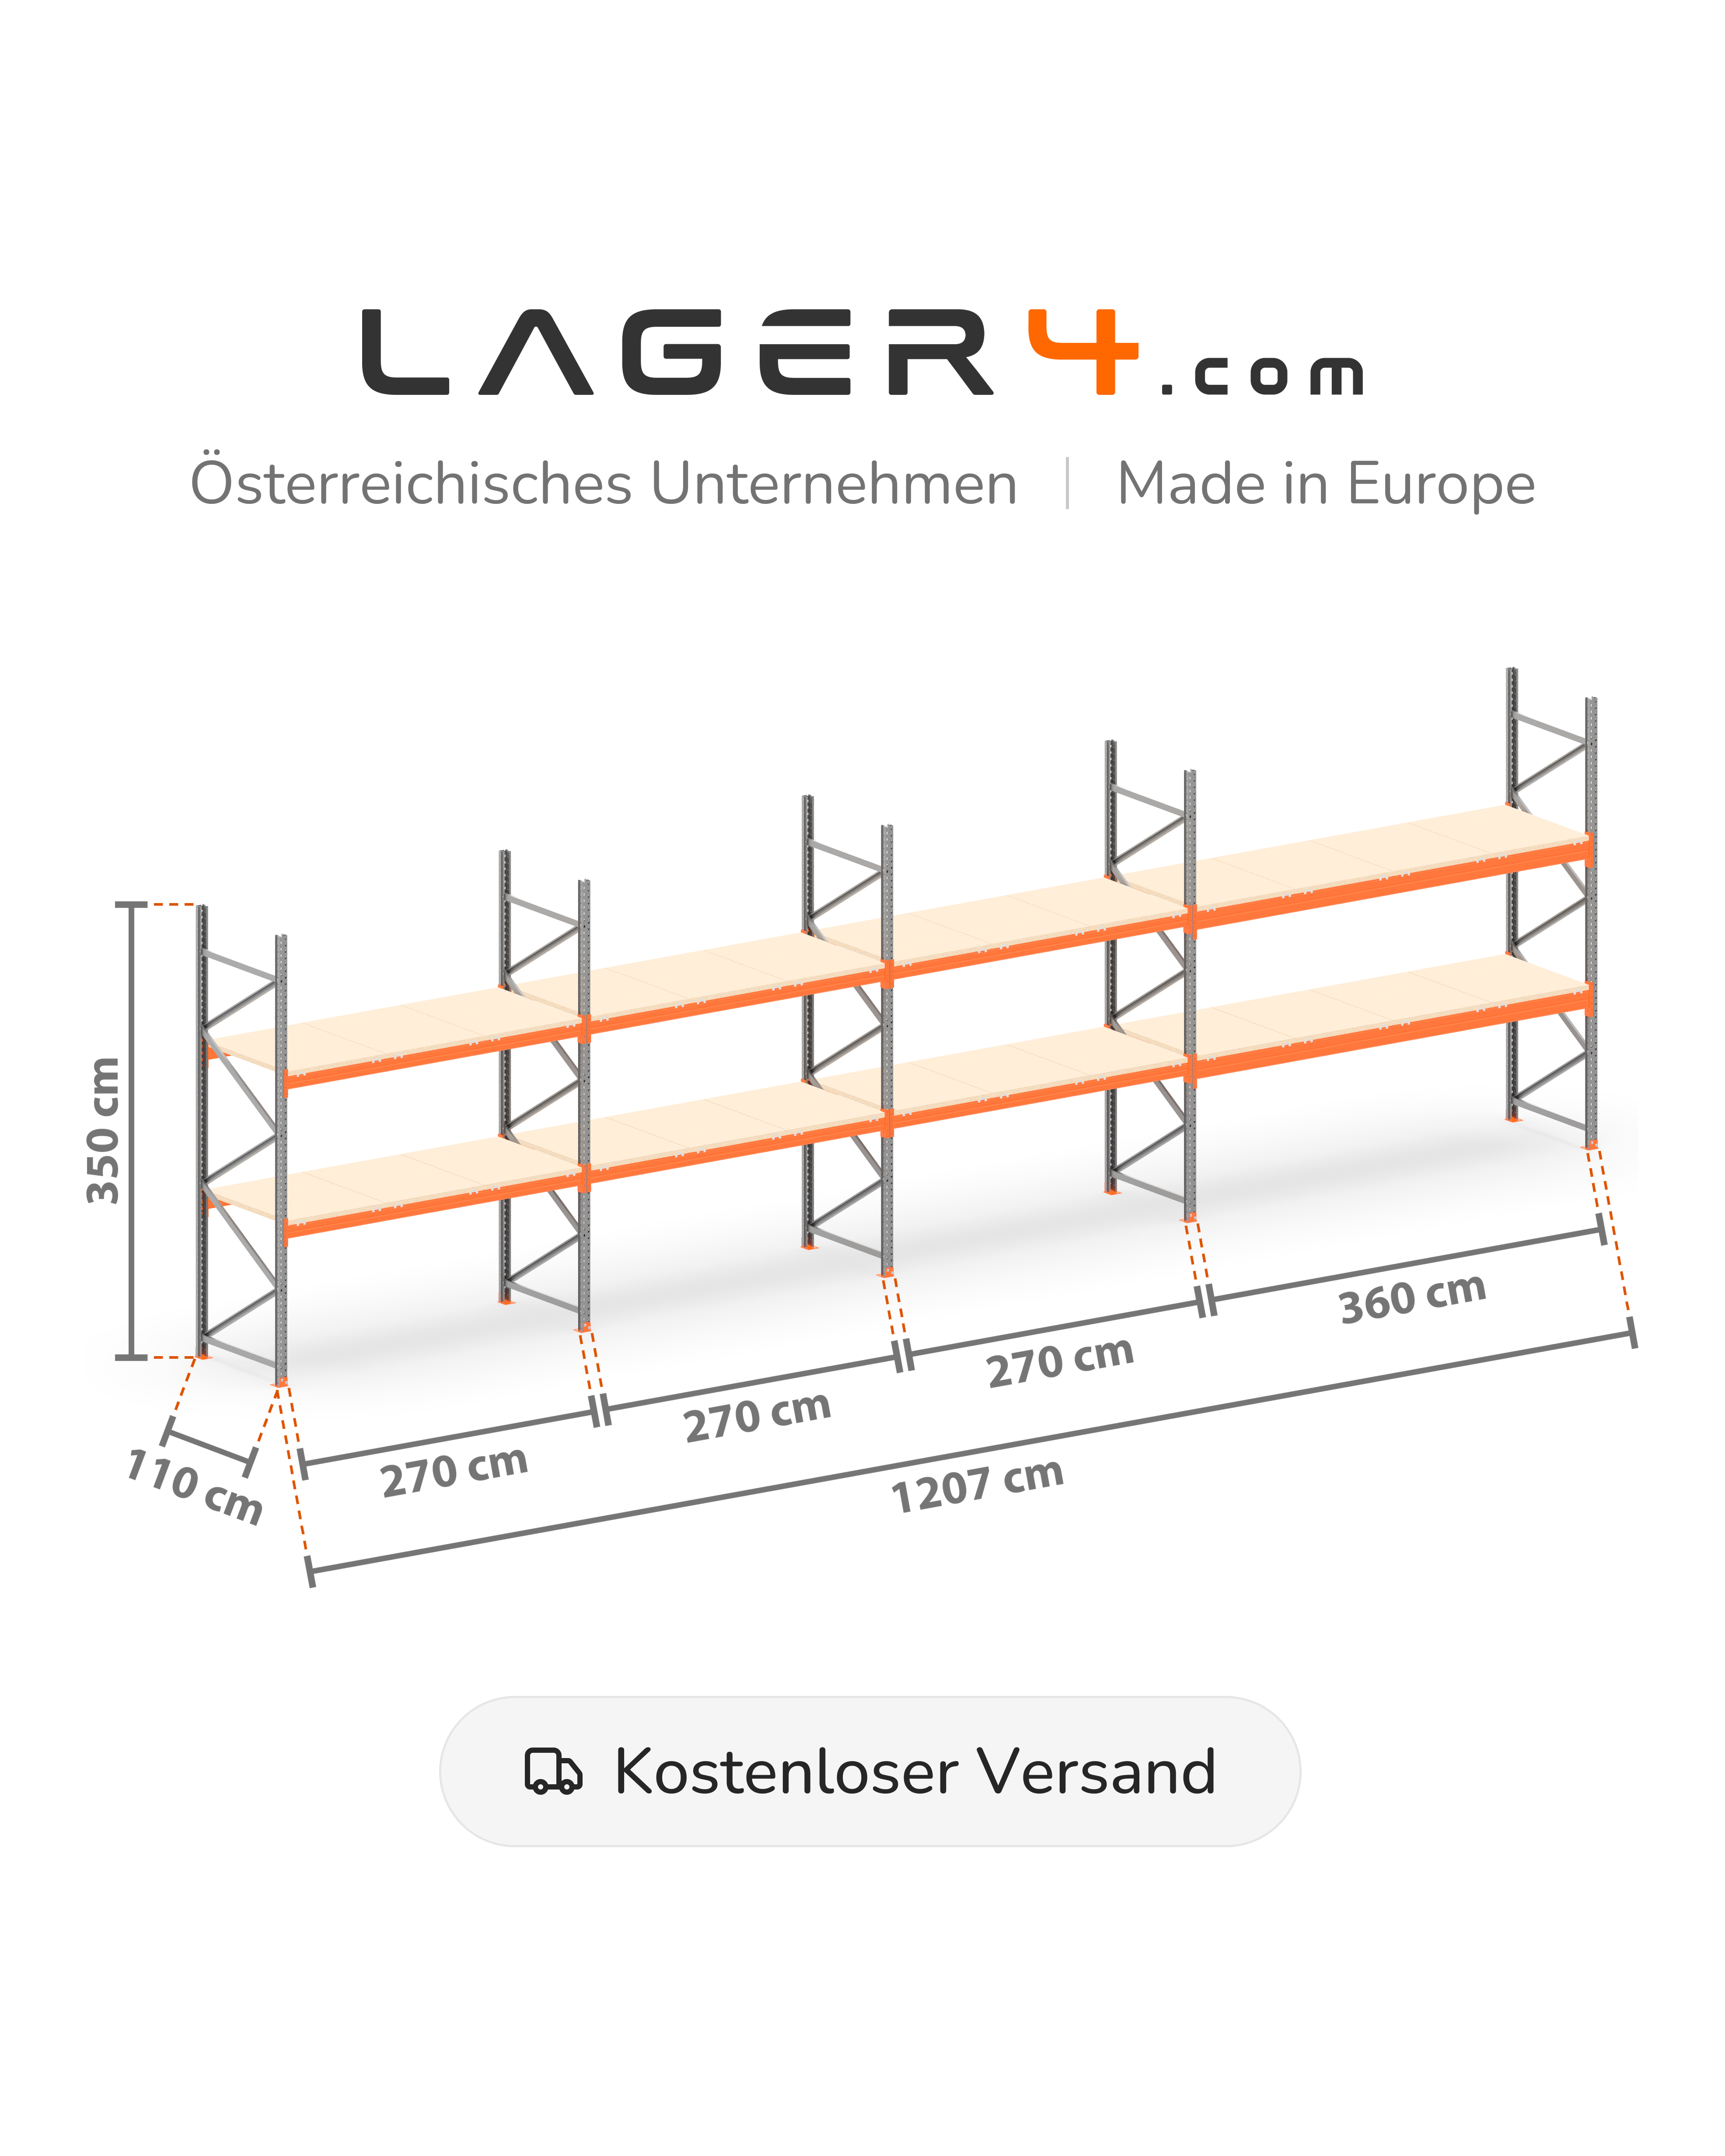 LAGER4.com
Österreichisches Unternehmen | Made in Europe
350 cm
110 cm
270 cm
270 cm
270 cm
360 cm
1207 cm
Kostenloser Versand